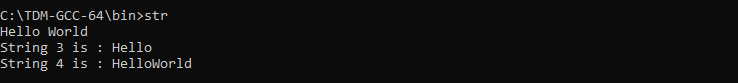 C:\TDM-GCC-64\bin>str
Hello World
String 3 is : Hello
String 4 is : HelloWorld